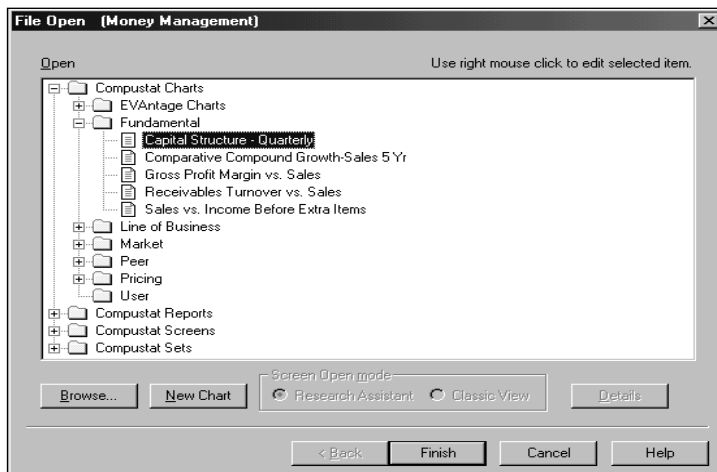 File Open   (Money Management)
Open
Use right mouse click to edit selected item.
Compustat Charts
EVAntage Charts
Fundamental
Capital Structure - Quarterly
Comparative Compound Growth-Sales 5 Yr
Gross Profit Margin vs. Sales
Receivables Turnover vs. Sales
Sales vs. Income Before Extra Items
Line of Business
Market
Peer
Pricing
User
Compustat Reports
Compustat Screens
Compustat Sets
Screen Open mode
Browse... New Chart Research Assistant Classic View Details
< Back Finish Cancel Help